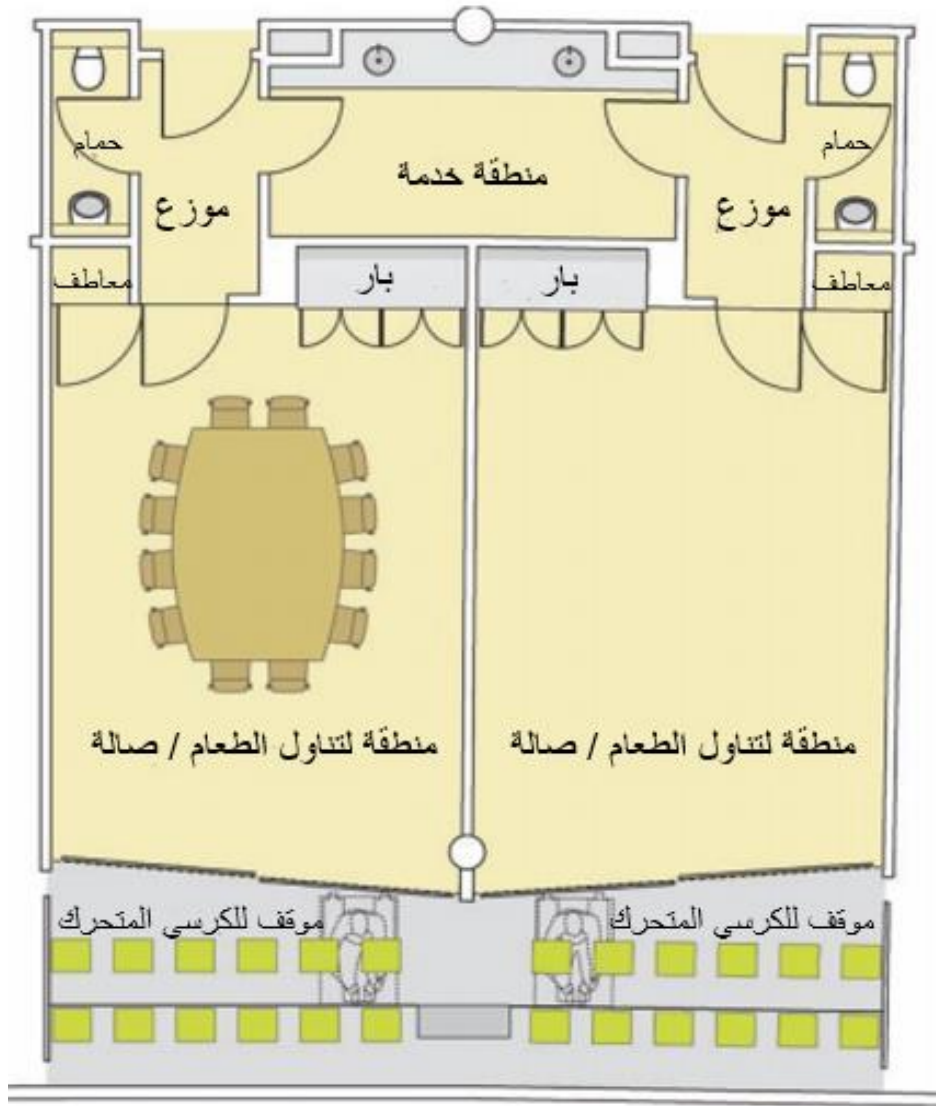 حمام
حمام
منطقة خدمة
موزع
موزع
معاطف
بار
بار
معاطف
منطقة لتناول الطعام / صالة
منطقة لتناول الطعام / صالة
موقف للكرسي المتحرك
موقف للكرسي المتحرك